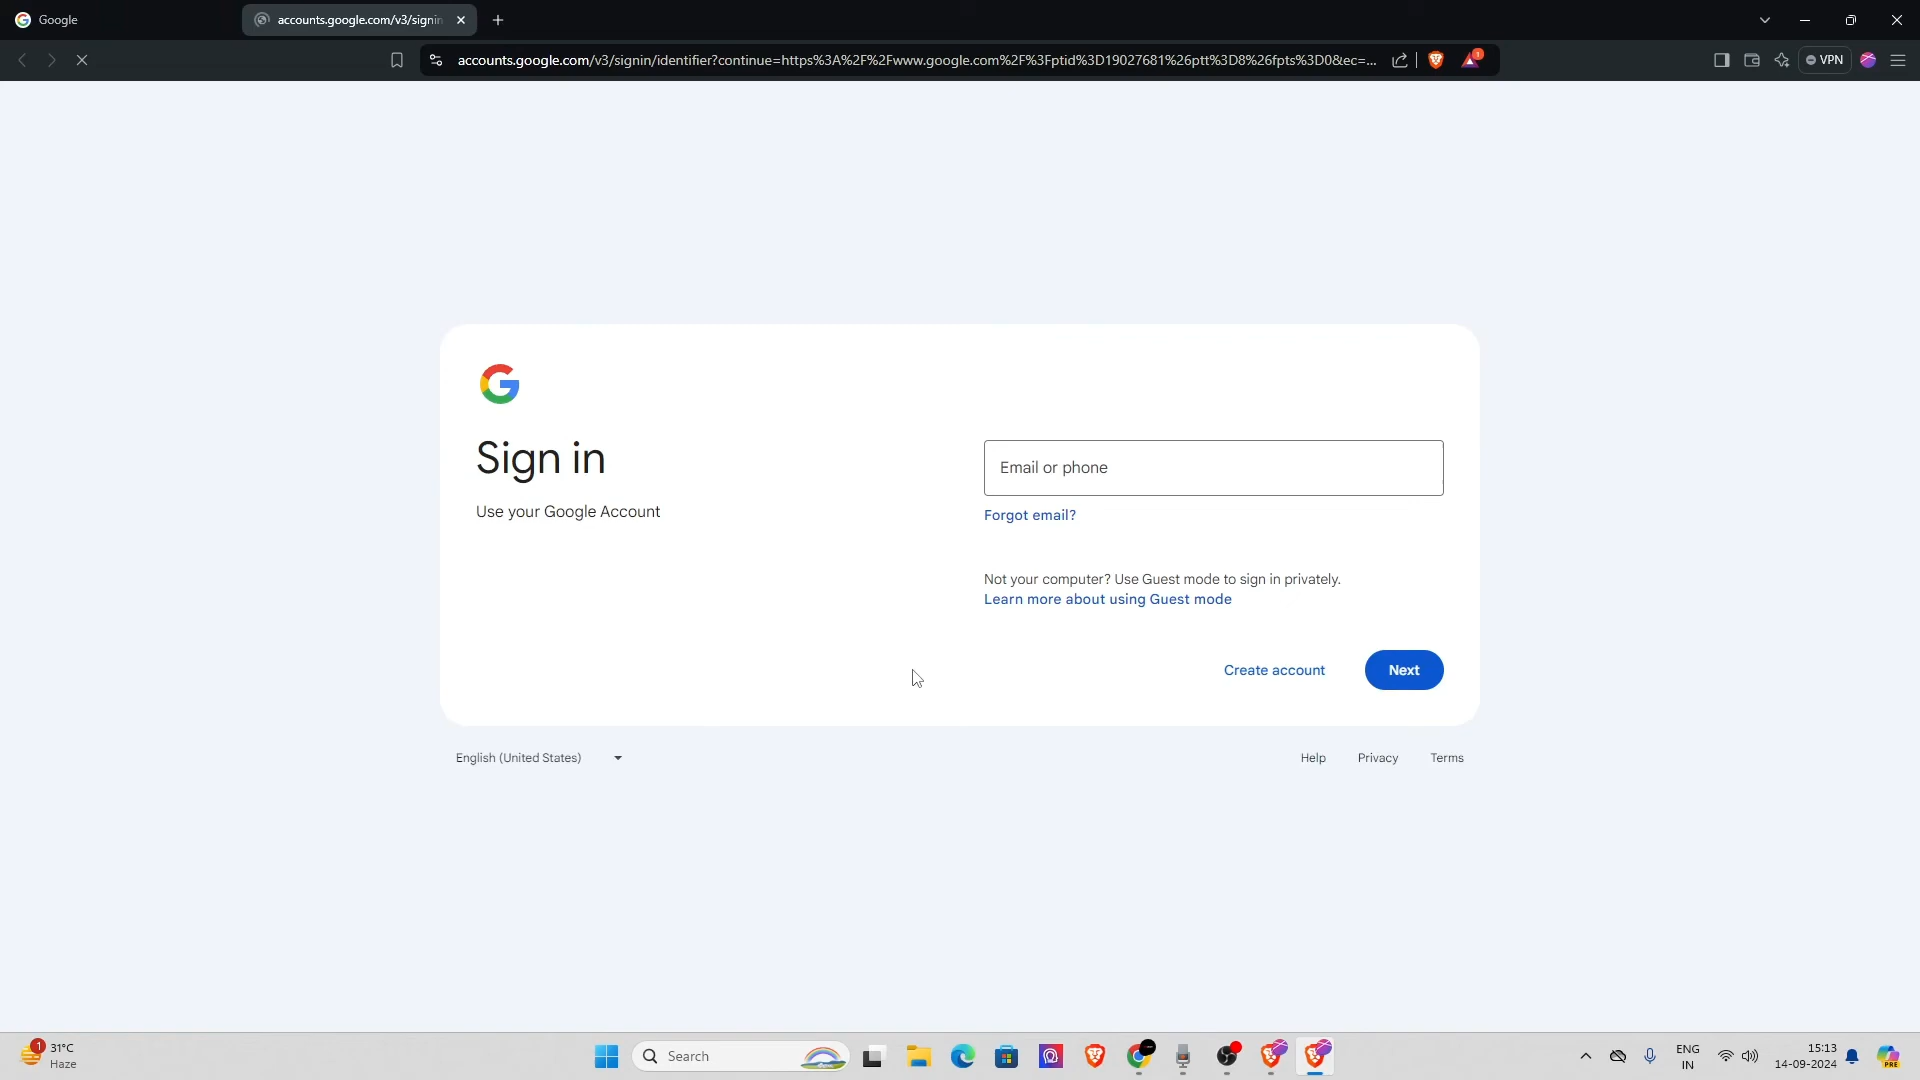 Google
accounts.google.com/v3/signin
accounts.google.com/v3/signin/identifier?continue=https%3A%2F%2Fwww.google.com%2F%3Fptid%3D19027681%26ptt%3D8%26fpts%3D0&ec=...
1
VPN
Sign in
Use your Google Account
Email or phone
Forgot email?
Not your computer? Use Guest mode to sign in privately.
Learn more about using Guest mode
Create account
Next
English (United States)
Help
Privacy
Terms
1
31°C
Haze
Search
ENG
IN
15:13
14-09-2024
PRE